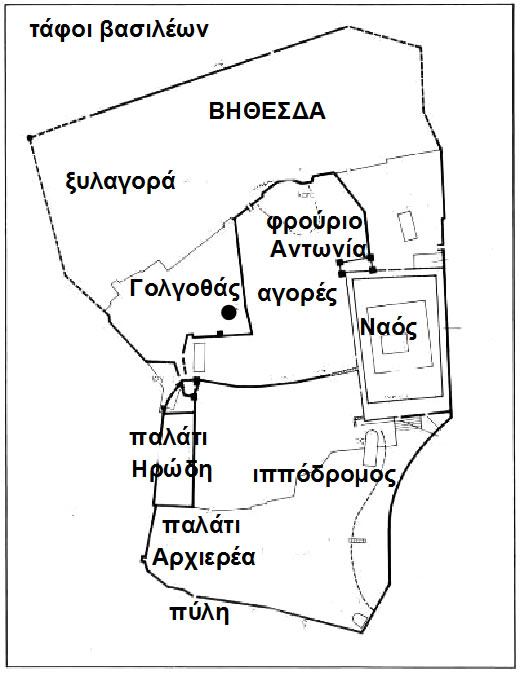 τάφοι βασιλέων
ΒΗΘΕΣΔΑ
ξυλαγορά
φρούριο
Αντωνία
Γολγοθάς
αγορές
Ναός
παλάτι
Ηρώδη
ιππόδρομος
παλάτι
Αρχιερέα
πύλη